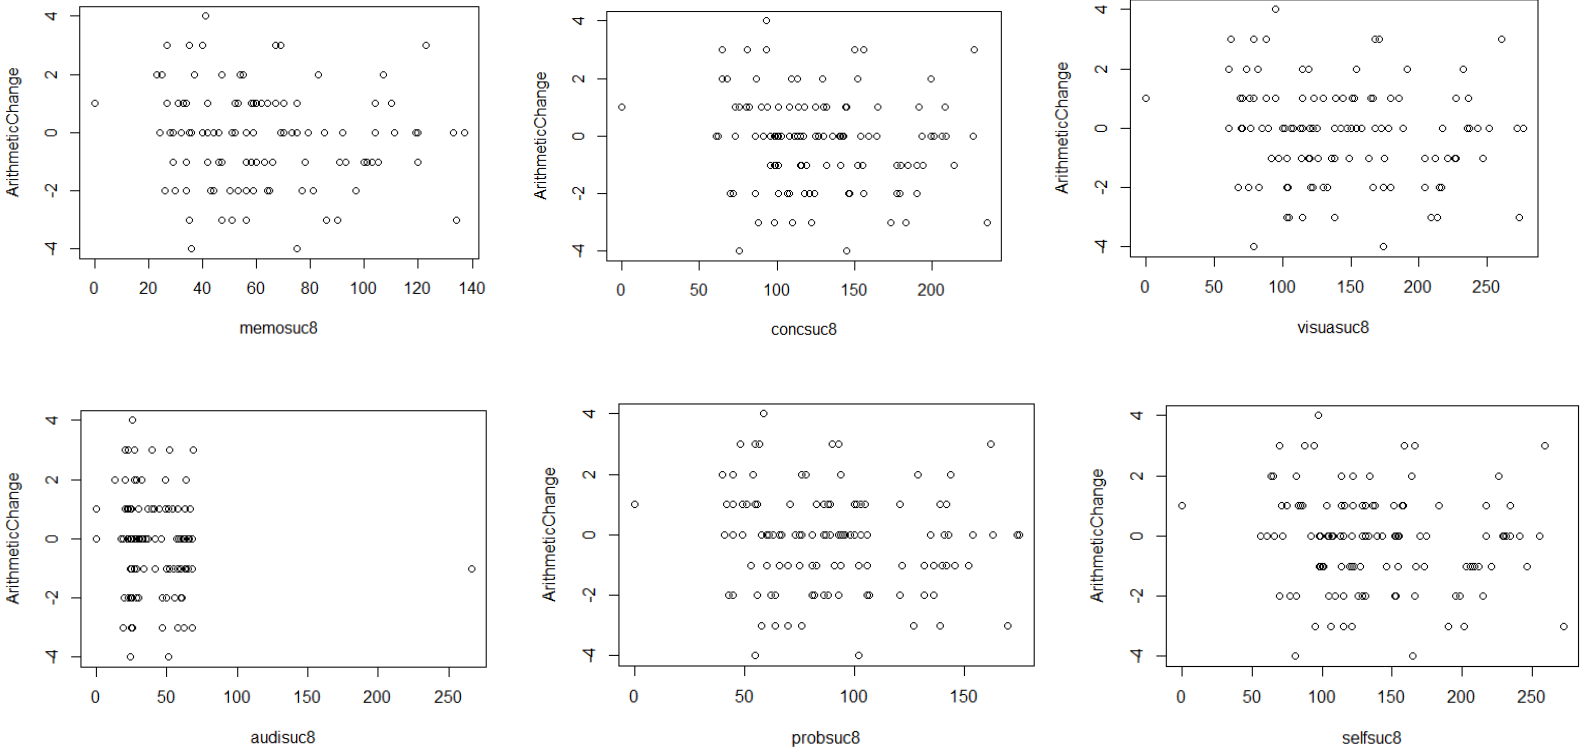 4
2
0
-2
-4
ArithmeticChange
0 20 40 60 80 100 120 140
memosuc8
4
2
0
-2
-4
ArithmeticChange
0 50 100 150 200
concsuc8
4
2
0
-2
-4
ArithmeticChange
0 50 100 150 200 250
visuasuc8
4
2
0
-2
-4
ArithmeticChange
0 50 100 150 200 250
audisuc8
4
2
0
-2
-4
ArithmeticChange
0 50 100 150
probsuc8
4
2
0
-2
-4
ArithmeticChange
0 50 100 150 200 250
selfsuc8